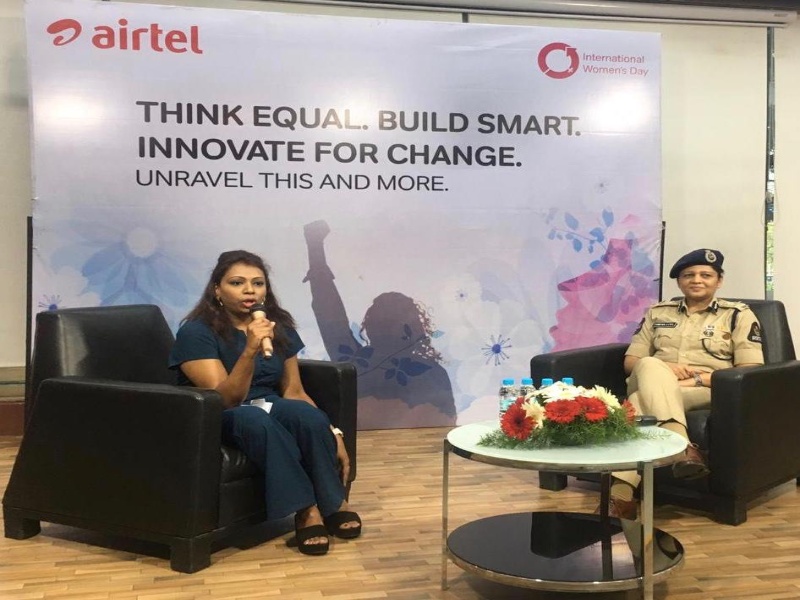 airtel
International
Women's Day
THINK EQUAL. BUILD SMART.
INNOVATE FOR CHANGE.
UNRAVEL THIS AND MORE.